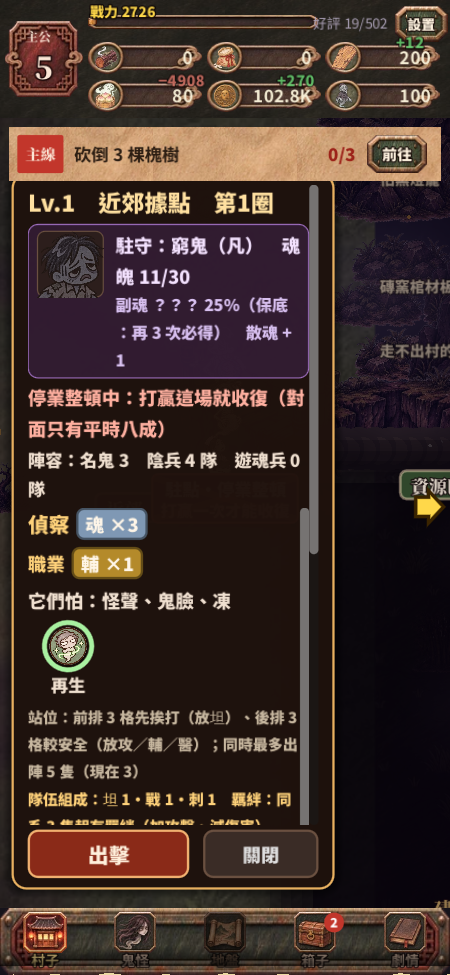 戰力.2726
好評 19/502
設置
主公
5
0
0
+12
200
-4908
80
+270
102.8K
100
主線
砍倒 3 棵槐樹
0/3
前往
Lv.1 近郊據點 第1圈
駐守：窮鬼（凡） 魂
魄 11/30
副魂 ？？？ 25%（保底
：再 3 次必得） 散魂 +
1
磚窯棺材板
走不出村的
停業整頓中：打贏這場就收復（對
面只有平時八成）
陣容：名鬼 3 陰兵 4 隊 遊魂兵 0
隊
資源
偵察 魂 ×3
職業 輔 ×1
它們怕：怪聲、鬼臉、凍
再生
站位：前排 3 格先挨打（放坦）、後排 3
格較安全（放攻／輔／醫）；同時最多出
陣 5 隻（現在 3）
隊伍組成：坦 1・戰 1・刺 1 羈絆：同
出擊
關閉
村子
鬼怪
地盤
2
箱子
劇情